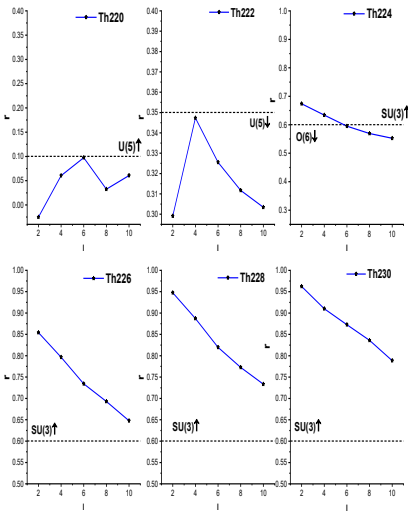 0.40
0.35
0.30
0.25
0.20
0.15
0.10
0.05
0.00
r
Th220
U(5)↑
2 4 6 8 10
I
0.40
0.39
0.38
0.37
0.36
0.35
0.34
0.33
0.32
0.31
0.30
r
Th222
U(5)↓
2 4 6 8 10
I
1.0
0.9
0.8
0.7
0.6
0.5
0.4
0.3
r
Th224
SU(3)↑
O(6)↓
2 4 6 8 10
I
1.00
0.95
0.90
0.85
0.80
0.75
0.70
0.65
0.60
0.55
0.50
r
Th226
SU(3)↑
2 4 6 8 10
I
1.00
0.95
0.90
0.85
0.80
0.75
0.70
0.65
0.60
0.55
0.50
r
Th228
SU(3)↑
2 4 6 8 10
I
1.00
0.95
0.90
0.85
0.80
0.75
0.70
0.65
0.60
0.55
0.50
r
Th230
SU(3)↑
2 4 6 8 10
I